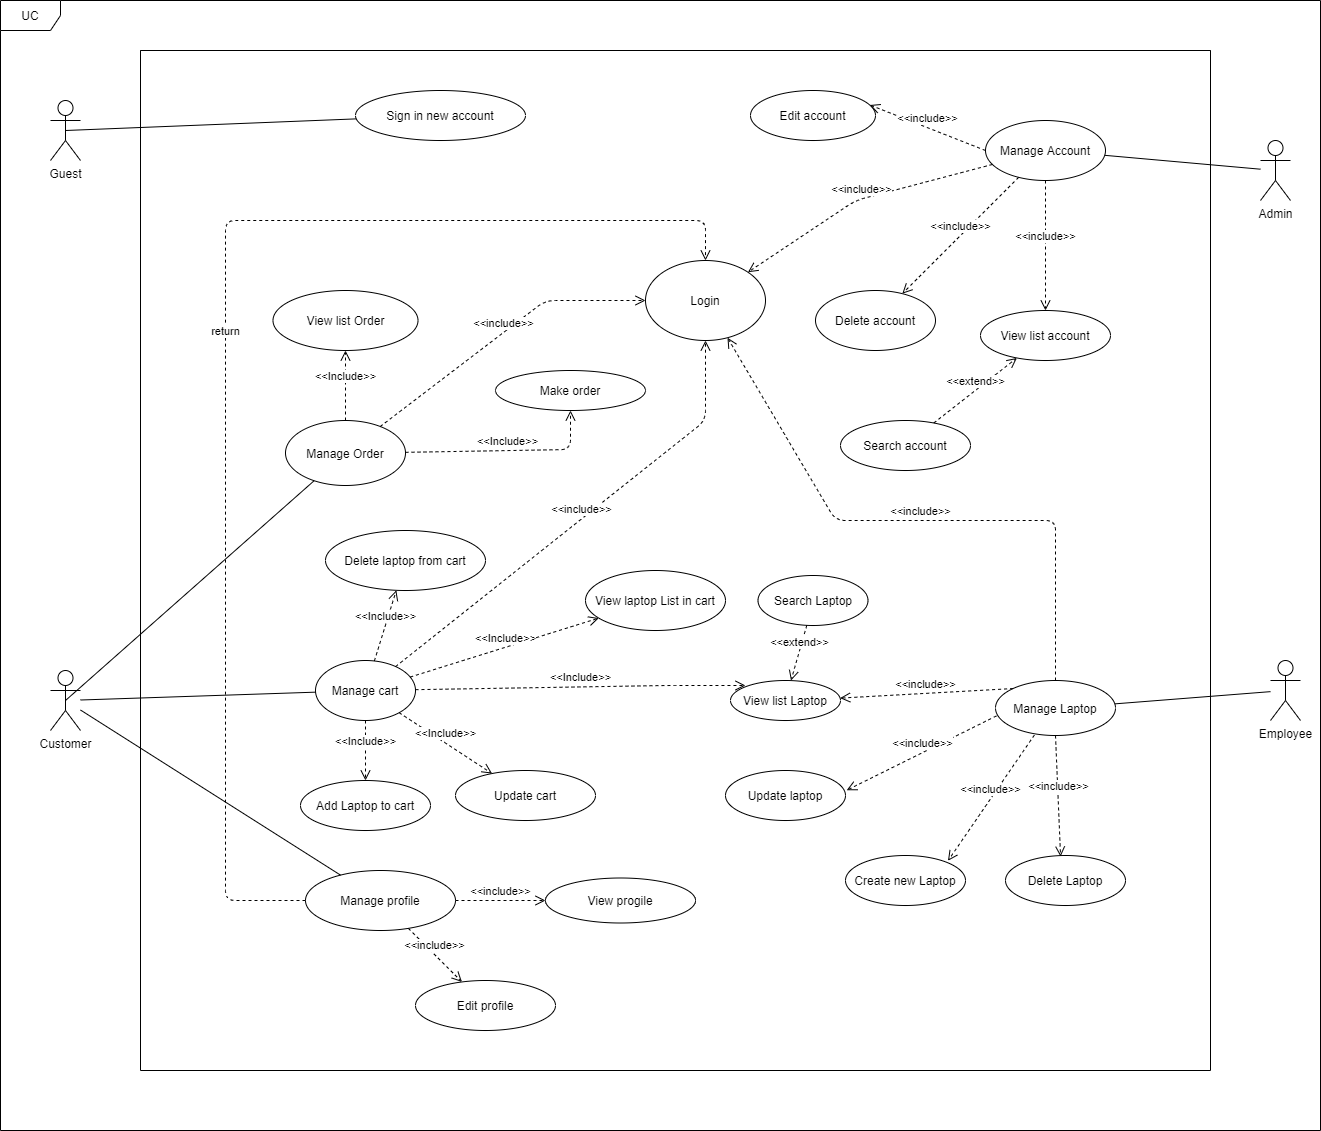 UC
Sign in new account
Edit account
<<include>>
Manage Account
Guest
Admin
<<include>>
<<include>>
<<include>>
Login
View list Order
<<include>>
return
Delete account
View list account
<<Include>>
<<extend>>
Make order
<<Include>>
Manage Order
Search account
<<include>>
<<include>>
Delete laptop from cart
View laptop List in cart
Search Laptop
<<Include>>
<<Include>>
<<extend>>
<<Include>>
<<include>>
Manage cart
View list Laptop
Manage Laptop
Customer
Employee
<<Include>>
<<Include>>
<<include>>
Add Laptop to cart
Update cart
Update laptop
<<include>>
<<include>>
Create new Laptop
Delete Laptop
Manage profile
<<include>>
View progile
<<include>>
Edit profile